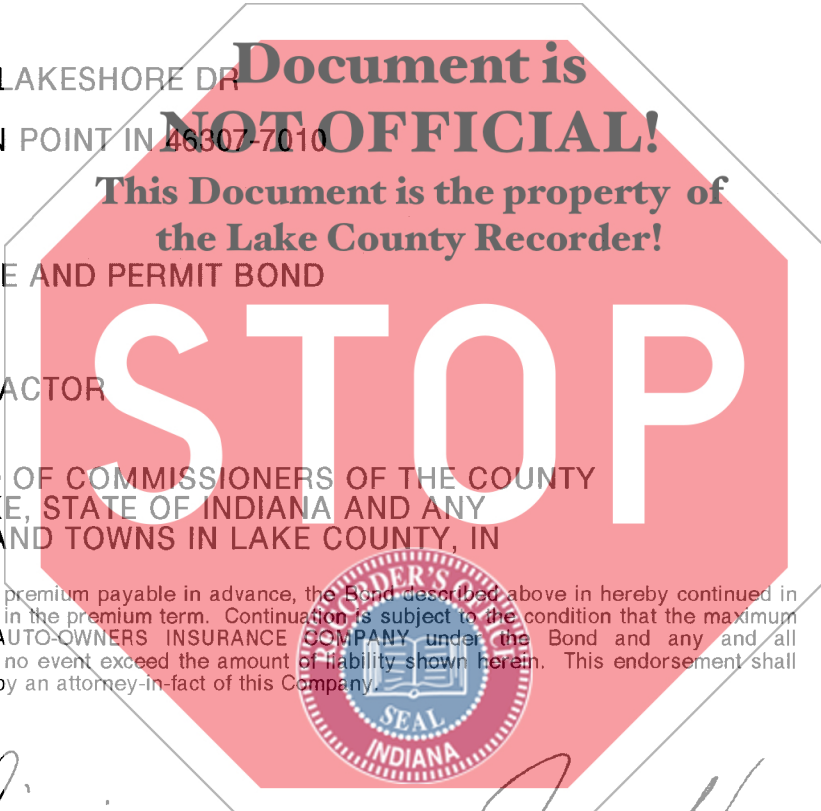 LAKESHORE DR
Document is
POINT IN 46307-7010
NOT OFFICIAL!
This Document is the property of
the Lake County Recorder!
E AND PERMIT BOND
STOP
ACTOR
OF COMMISSIONERS OF THE COUNTY
E, STATE OF INDIANA AND ANY
AND TOWNS IN LAKE COUNTY, IN
premium payable in advance, the Bond described above in hereby continued in
in the premium term. Continuation is subject to the condition that the maximum
AUTO-OWNERS INSURANCE COMPANY under the Bond and any and all
no event exceed the amount of liability shown herein. This endorsement shall
by an attorney-in-fact of this Company.
RECORDER'S OFFICE
SEAL
INDIANA